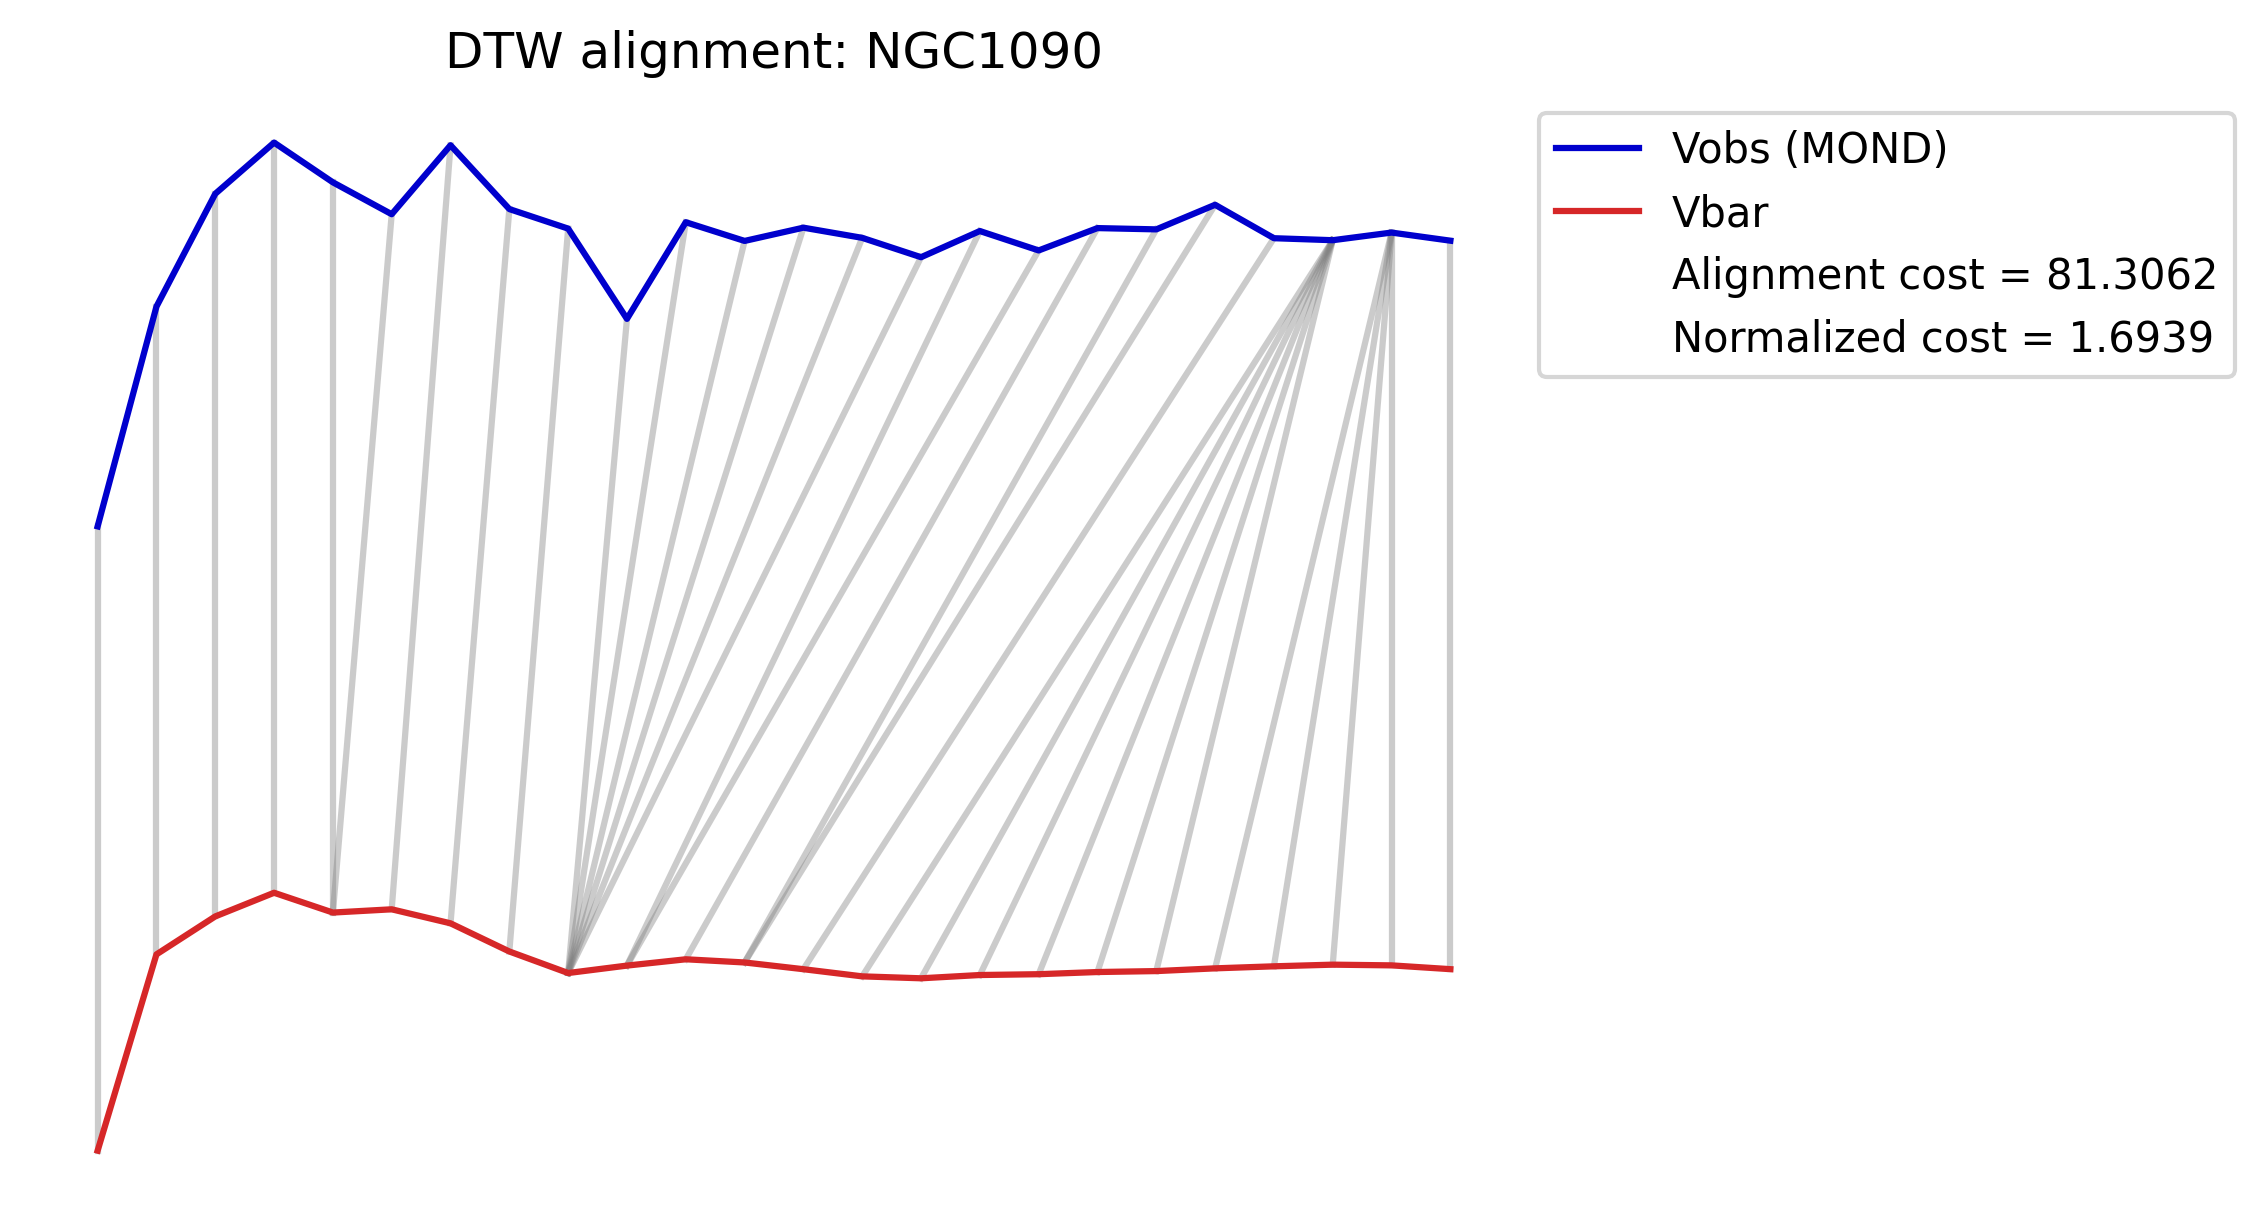 DTW alignment: NGC1090
Vobs (MOND)
Vbar
Alignment cost = 81.3062
Normalized cost = 1.6939